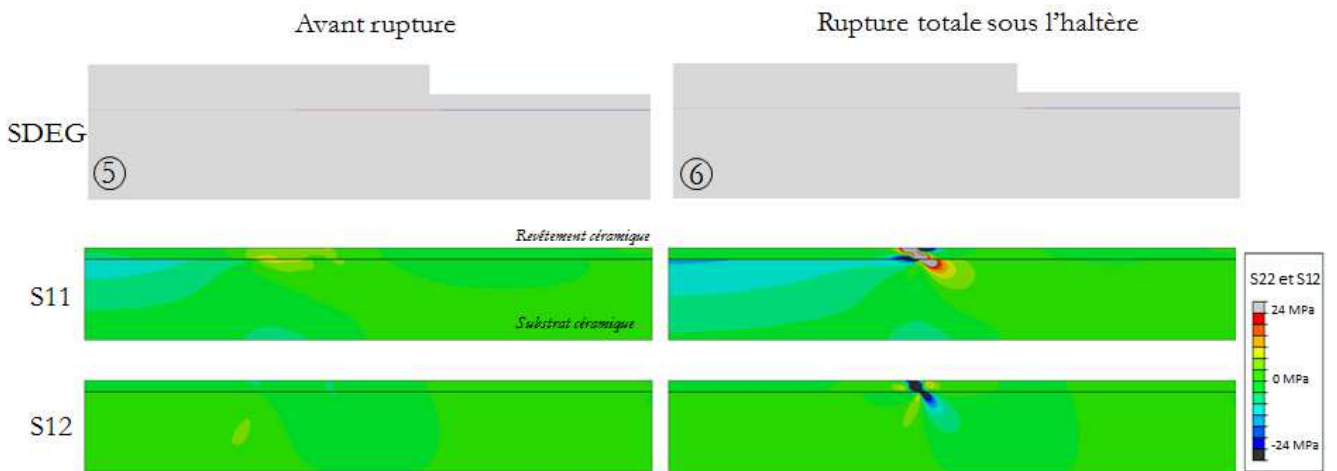 Avant rupture
Rupture totale sous l'haltère
SDEG
⑤
⑥
Revêtement céramique
S11
Substrat céramique
S12
S22 et S12
24 MPa
0 MPa
-24 MPa